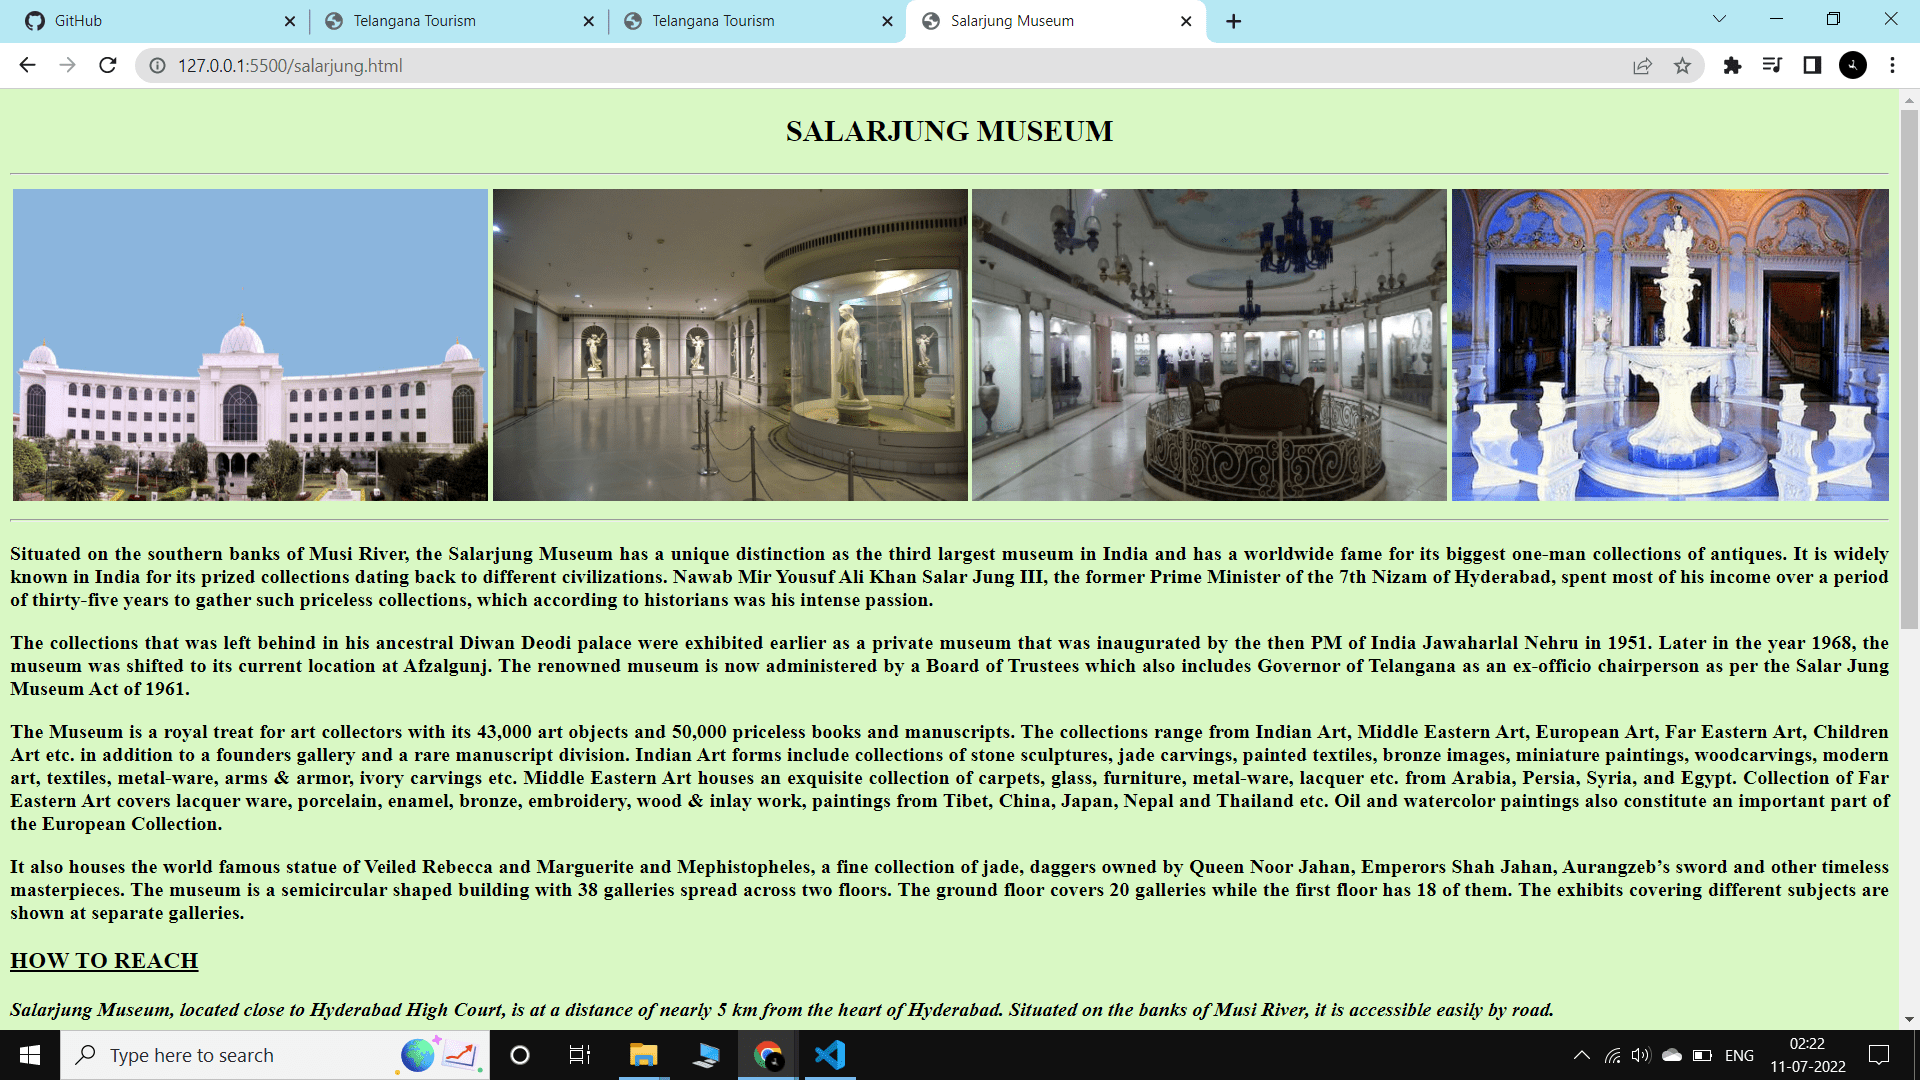 GitHub
Telangana Tourism
Telangana Tourism
Salarjung Museum
127.0.0.1:5500/salarjung.html
SALARJUNG MUSEUM
Situated on the southern banks of Musi River, the Salarjung Museum has a unique distinction as the third largest museum in India and has a worldwide fame for its biggest one-man collections of antiques. It is widely
known in India for its prized collections dating back to different civilizations. Nawab Mir Yousuf Ali Khan Salar Jung III, the former Prime Minister of the 7th Nizam of Hyderabad, spent most of his income over a period
of thirty-five years to gather such priceless collections, which according to historians was his intense passion.
The collections that was left behind in his ancestral Diwan Deodi palace were exhibited earlier as a private museum that was inaugurated by the then PM of India Jawaharlal Nehru in 1951. Later in the year 1968, the
museum was shifted to its current location at Afzalgunj. The renowned museum is now administered by a Board of Trustees which also includes Governor of Telangana as an ex-officio chairperson as per the Salar Jung
Museum Act of 1961.
The Museum is a royal treat for art collectors with its 43,000 art objects and 50,000 priceless books and manuscripts. The collections range from Indian Art, Middle Eastern Art, European Art, Far Eastern Art, Children
Art etc. in addition to a founders gallery and a rare manuscript division. Indian Art forms include collections of stone sculptures, jade carvings, painted textiles, bronze images, miniature paintings, woodcarvings, modern
art, textiles, metal-ware, arms & armor, ivory carvings etc. Middle Eastern Art houses an exquisite collection of carpets, glass, furniture, metal-ware, lacquer etc. from Arabia, Persia, Syria, and Egypt. Collection of Far
Eastern Art covers lacquer ware, porcelain, enamel, bronze, embroidery, wood & inlay work, paintings from Tibet, China, Japan, Nepal and Thailand etc. Oil and watercolor paintings also constitute an important part of
the European Collection.
It also houses the world famous statue of Veiled Rebecca and Marguerite and Mephistopheles, a fine collection of jade, daggers owned by Queen Noor Jahan, Emperors Shah Jahan, Aurangzeb’s sword and other timeless
masterpieces. The museum is a semicircular shaped building with 38 galleries spread across two floors. The ground floor covers 20 galleries while the first floor has 18 of them. The exhibits covering different subjects are
shown at separate galleries.
HOW TO REACH
Salarjung Museum, located close to Hyderabad High Court, is at a distance of nearly 5 km from the heart of Hyderabad. Situated on the banks of Musi River, it is accessible easily by road.
Type here to search
ENG
02:22
11-07-2022